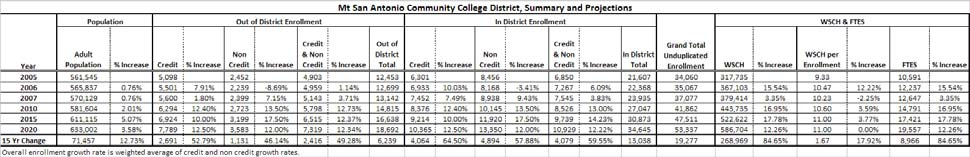 Mt San Antonio Community College District, Summary and Projections
Population Out of District Enrollment In District Enrollment WSCH & FTES
Year Adult Population % Increase Credit % Increase Non Credit % Increase Credit & Non Credit % Increase Out of District Total Credit % Increase Non Credit % Increase Credit & Non Credit % Increase In District Total Grand Total Unduplicated Enrollment WSCH % Increase WSCH per Enrollment % Increase FTES % Increase
2005 561,545 5,098 2,452 4,903 12,453 6,301 8,456 6,850 21,607 34,060 317,735 9.33 10,591
2006 565,837 0.76% 5,501 7.91% 2,239 -8.69% 4,959 1.14% 12,699 6,933 10.03% 8,168 -3.41% 7,267 6.09% 22,368 35,067 367,103 15.54% 10.47 12.22% 12,237 15.54%
2007 570,129 0.76% 5,600 1.80% 2,399 7.15% 5,143 3.71% 13,142 7,452 7.49% 8,938 9.43% 7,545 3.83% 23,935 37,077 379,414 3.35% 10.23 -2.25% 12,647 3.35%
2010 581,604 2.01% 6,294 12.40% 2,723 13.50% 5,798 12.73% 14,815 8,376 12.40% 10,145 13.50% 8,526 13.00% 27,047 41,862 443,735 16.95% 10.60 3.59% 14,791 16.95%
2015 611,115 5.07% 6,924 10.00% 3,199 17.50% 6,515 12.37% 16,638 9,214 10.00% 11,920 17.50% 9,739 14.23% 30,873 47,511 522,622 17.78% 11.00 3.77% 17,421 17.78%
2020 633,002 3.58% 7,789 12.50% 3,583 12.00% 7,319 12.34% 18,692 10,365 12.50% 13,350 12.00% 10,929 12.22% 34,645 53,337 586,704 12.26% 11.00 0.00% 19,557 12.26%
15 Yr Change 71,457 12.73% 2,691 52.79% 1,131 46.14% 2,416 49.28% 6,239 4,064 64.50% 4,894 57.88% 4,079 59.55% 13,038 19,277 268,969 84.65% 1.67 17.92% 8,966 84.65%
Overall enrollment growth rate is weighted average of credit and non credit growth rates.